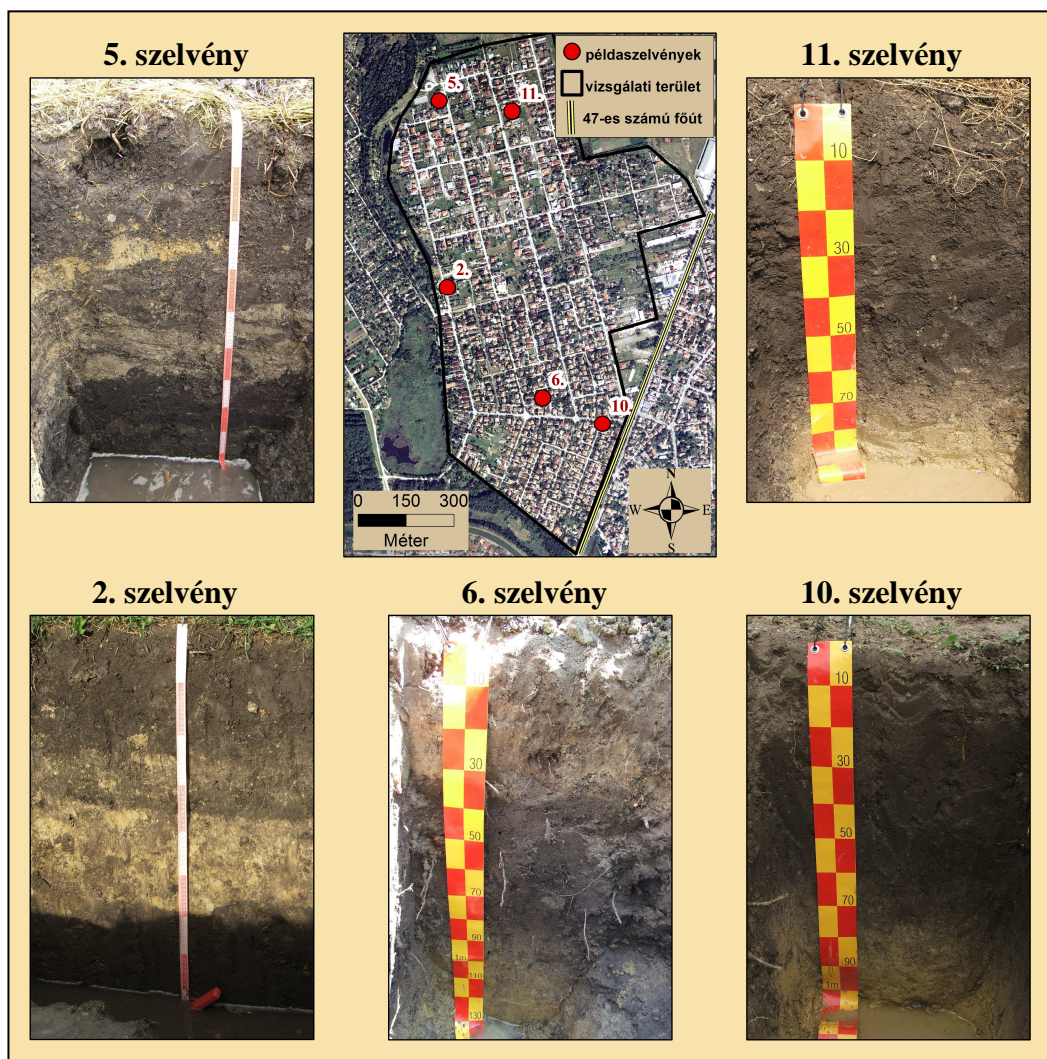 5. szelvény
példaszelvények
vizsgálati terület
47-es számú főút
5.
11.
2.
6.
10.
0 150 300
Méter
N
W E
S
11. szelvény
10
30
50
70
2. szelvény
6. szelvény
10
30
50
70
90
1m
110
130
10. szelvény
10
30
50
70
90
1m